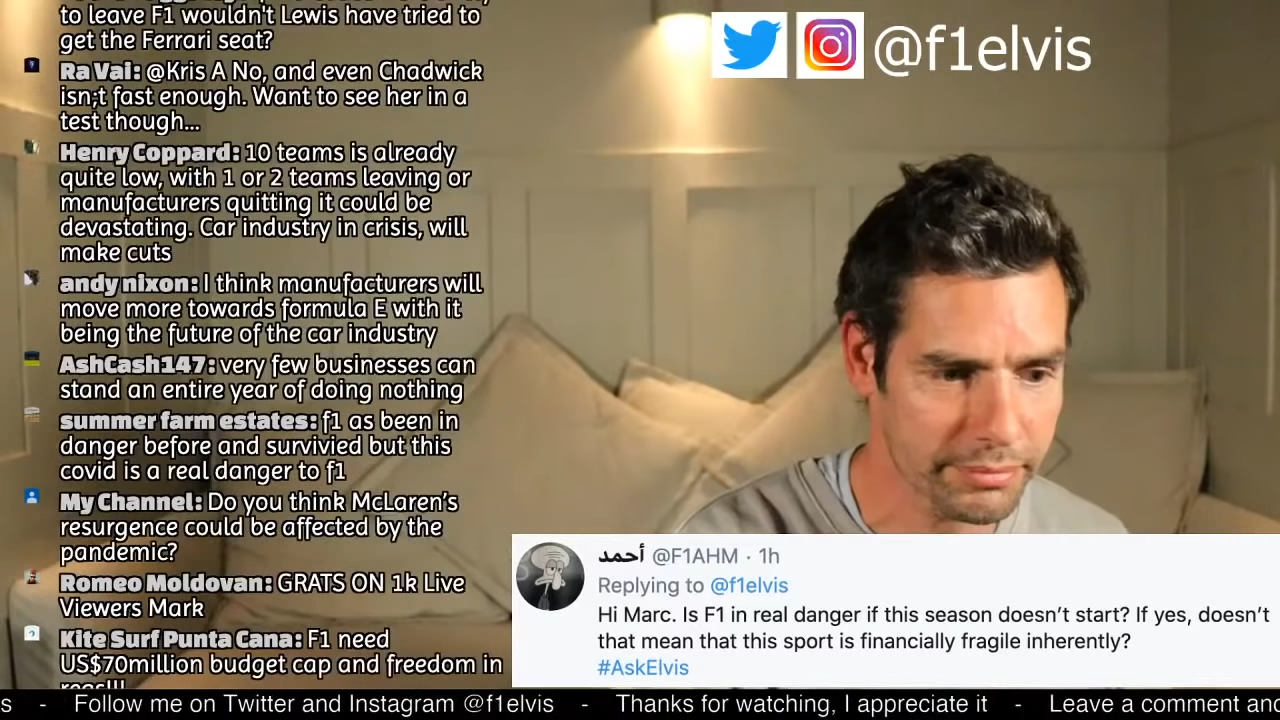 to leave F1 wouldn't Lewis have tried to
get the Ferrari seat?
Ra Vai: @Kris A No, and even Chadwick
isn;t fast enough. Want to see her in a
test though...
Henry Coppard: 10 teams is already
quite low, with 1 or 2 teams leaving or
manufacturers quitting it could be
devastating. Car industry in crisis, will
make cuts
andy nixon: I think manufacturers will
move more towards formula E with it
being the future of the car industry
AshCash147: very few businesses can
stand an entire year of doing nothing
summer farm estates: f1 as been in
danger before and survivied but this
covid is a real danger to f1
My Channel: Do you think McLaren's
resurgence could be affected by the
pandemic?
Romeo Moldovan: GRATS ON 1k Live
Viewers Mark
Kite Surf Punta Cana: F1 need
US$70million budget cap and freedom in
@f1elvis
أحمد @F1AHM · 1h
Replying to @f1elvis
Hi Marc. Is F1 in real danger if this season doesn't start? If yes, doesn't
that mean that this sport is financially fragile inherently?
#AskElvis
s - Follow me on Twitter and Instagram @f1elvis - Thanks for watching, I appreciate it - Leave a comment and